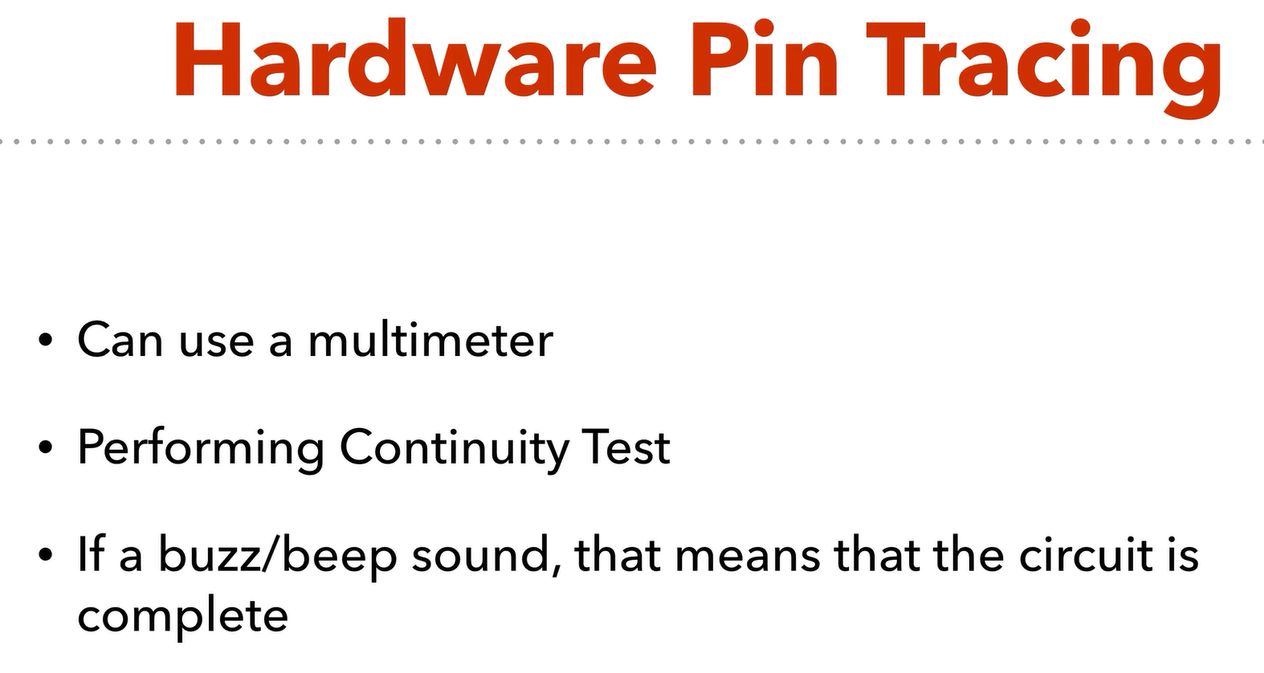 Hardware Pin Tracing
• Can use a multimeter
• Performing Continuity Test
• If a buzz/beep sound, that means that the circuit is
complete